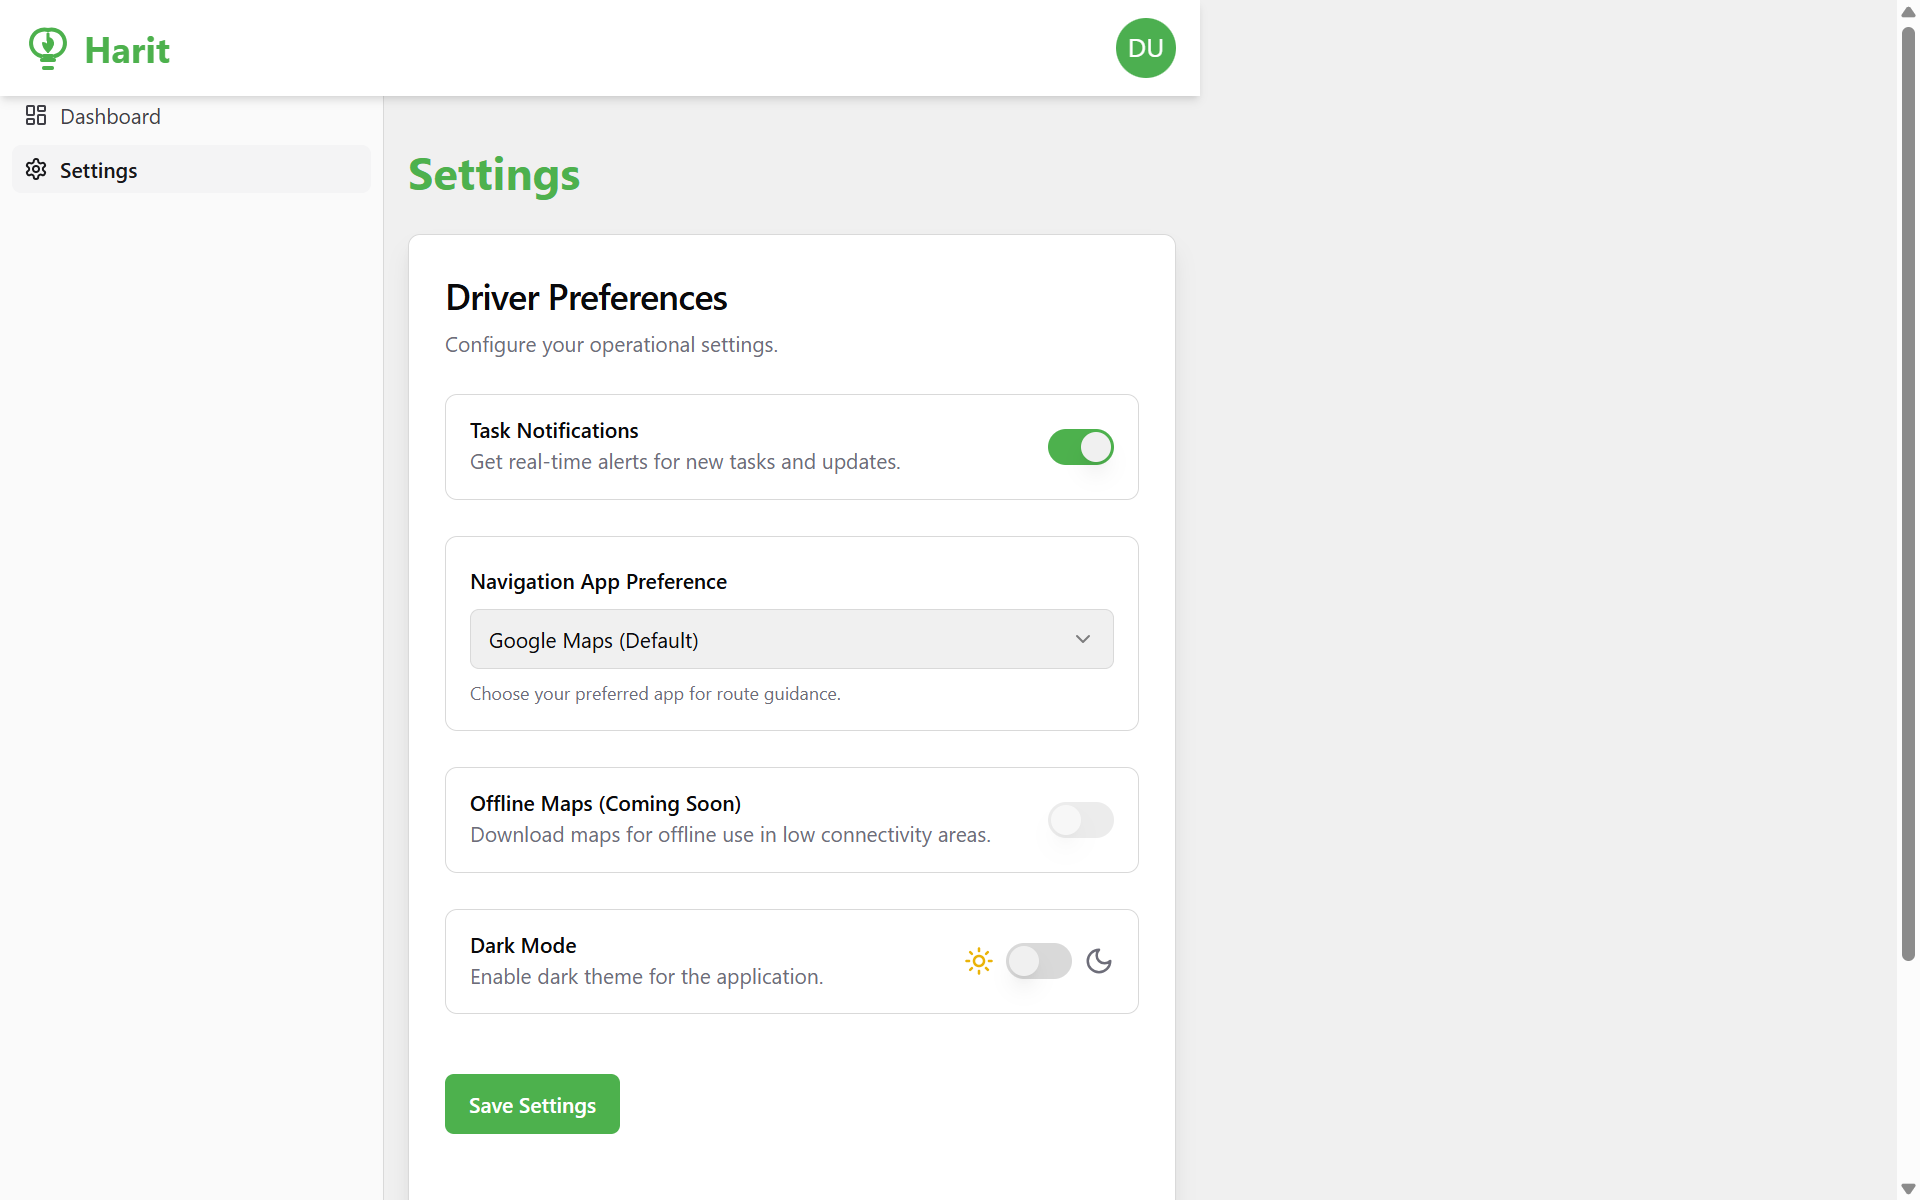 Harit
DU
Dashboard
Settings
Settings
Driver Preferences
Configure your operational settings.
Task Notifications
Get real-time alerts for new tasks and updates.
Navigation App Preference
Google Maps (Default)
Choose your preferred app for route guidance.
Offline Maps (Coming Soon)
Download maps for offline use in low connectivity areas.
Dark Mode
Enable dark theme for the application.
Save Settings